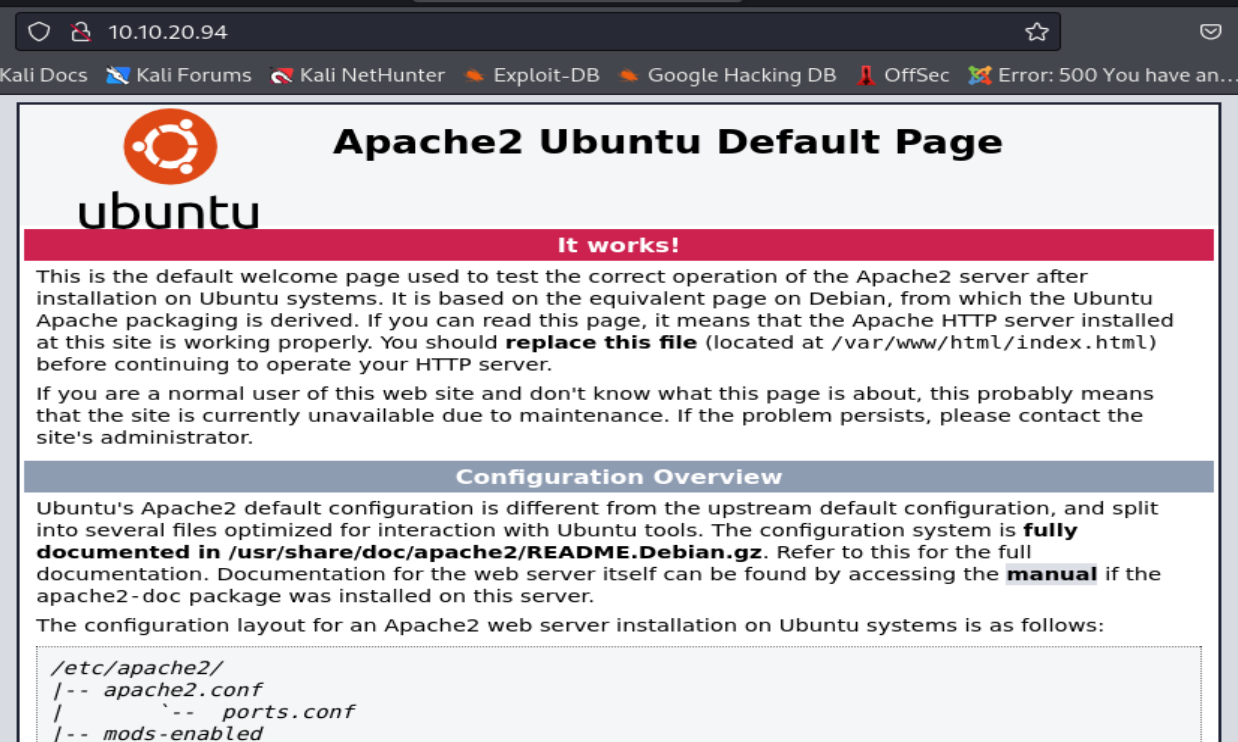 10.10.20.94
Kali Docs Kali Forums Kali NetHunter Exploit-DB Google Hacking DB OffSec Error: 500 You have an...
ubuntu
Apache2 Ubuntu Default Page
It works!
This is the default welcome page used to test the correct operation of the Apache2 server after
installation on Ubuntu systems. It is based on the equivalent page on Debian, from which the Ubuntu
Apache packaging is derived. If you can read this page, it means that the Apache HTTP server installed
at this site is working properly. You should replace this file (located at /var/www/html/index.html)
before continuing to operate your HTTP server.
If you are a normal user of this web site and don't know what this page is about, this probably means
that the site is currently unavailable due to maintenance. If the problem persists, please contact the
site's administrator.
Configuration Overview
Ubuntu's Apache2 default configuration is different from the upstream default configuration, and split
into several files optimized for interaction with Ubuntu tools. The configuration system is fully
documented in /usr/share/doc/apache2/README.Debian.gz. Refer to this for the full
documentation. Documentation for the web server itself can be found by accessing the manual if the
apache2-doc package was installed on this server.
The configuration layout for an Apache2 web server installation on Ubuntu systems is as follows:
/etc/apache2/
|-- apache2.conf
|       `--  ports.conf
|-- mods-enabled